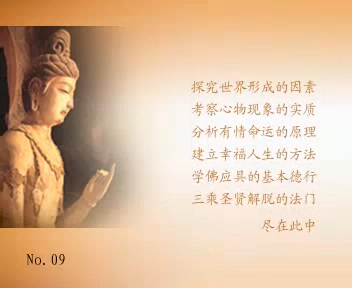 探究世界形成的因素
考察心物现象的实质
分析有情命运的原理
建立幸福人生的方法
学佛应具的基本德行
三乘圣贤解脱的法门
尽在此中
No.09